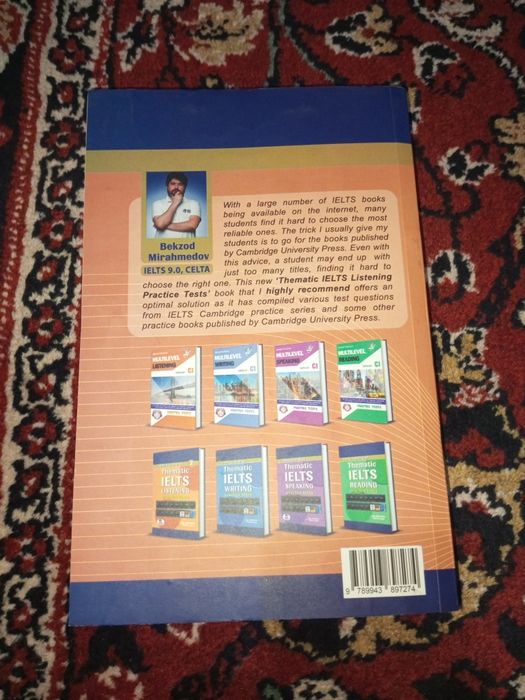 With a large number of IELTS books
being available on the internet, many
students find it hard to choose the most
reliable ones. The trick I usually give my
students is to go for the books published
by Cambridge University Press. Even with
this advice, a student may end up with
just too many titles, finding it hard to
choose the right one. This new 'Thematic IELTS Listening
Practice Tests' book that I highly recommend offers an
optimal solution as it has compiled various test questions
from IELTS Cambridge practice series and some other
practice books published by Cambridge University Press.
Bekzod
Mirahmedov
IELTS 9.0, CELTA
MULTILEVEL
LISTENING
C1
MULTILEVEL
WRITING
C1
MULTILEVEL
SPEAKING
C1
MULTILEVEL
READING
C1
Thematic
IELTS
LISTENING
Thematic
IELTS
WRITING
Thematic
IELTS
SPEAKING
Thematic
IELTS
READING
9 789943 897274